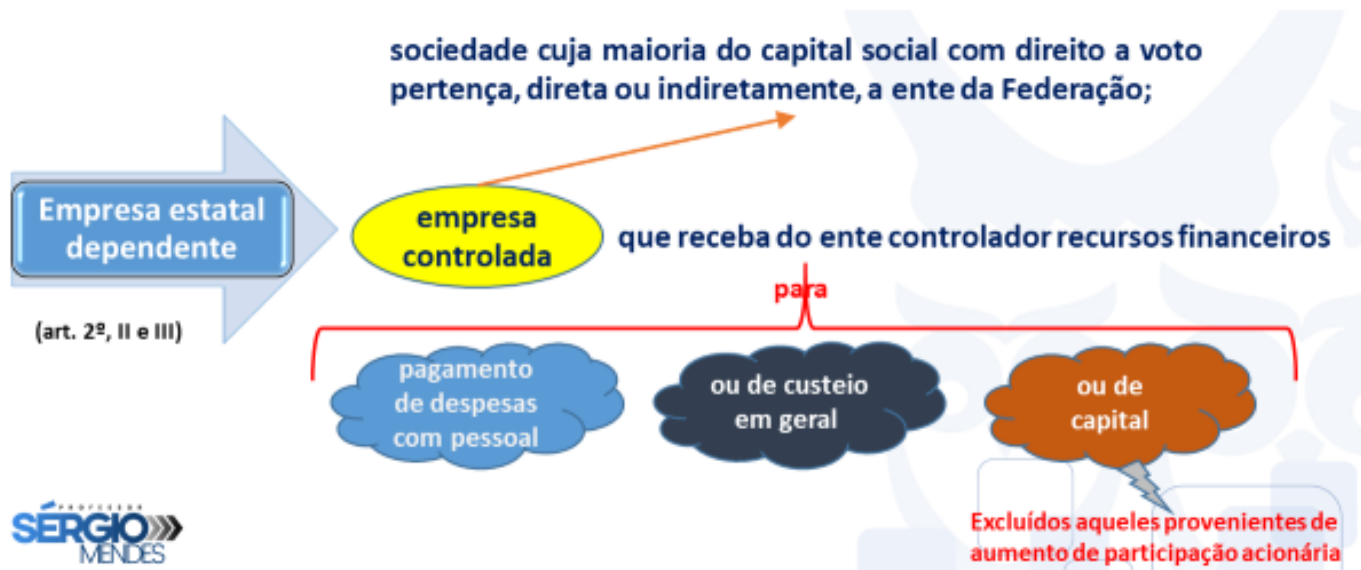 sociedade cuja maioria do capital social com direito a voto
pertença, direta ou indiretamente, a ente da Federação;
Empresa estatal
dependente
(art. 2º, II e III)
empresa
controlada
que receba do ente controlador recursos financeiros
para
pagamento
de despesas
com pessoal
ou de custeio
em geral
ou de
capital
Excluídos aqueles provenientes de
aumento de participação acionária
PROFESSOR
SÉRGIO
MENDES